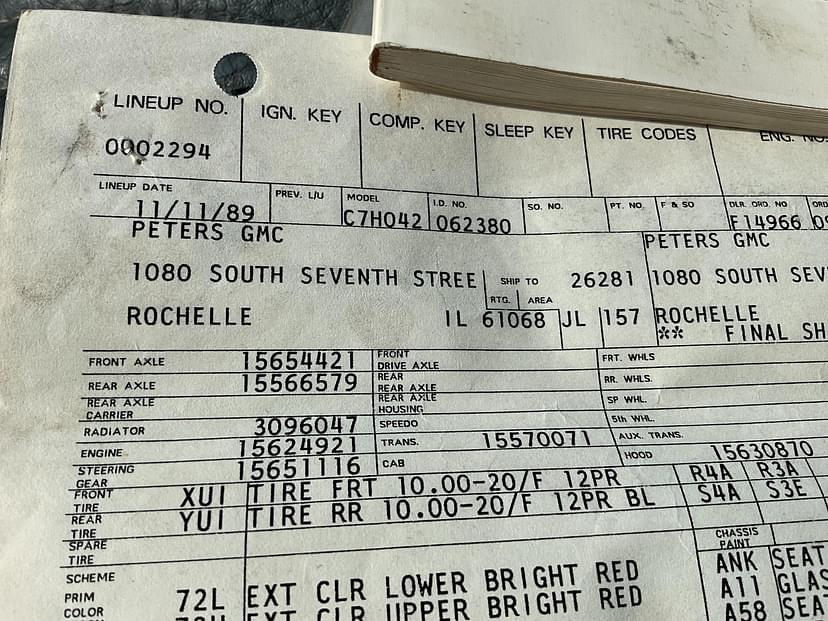 LINEUP NO. IGN. KEY COMP. KEY SLEEP KEY TIRE CODES ENG. NO.
0002294
LINEUP DATE PREV. L/U MODEL I.D. NO. SO. NO. PT. NO. F & SO DLR. ORD. NO ORD
11/11/89 C7H042 062380 F14966
PETERS GMC PETERS GMC
1080 SOUTH SEVENTH STREE SHIP TO 26281 1080 SOUTH SEV
RTG. AREA
ROCHELLE IL 61068 JL 157 ROCHELLE
** FINAL SH
FRONT AXLE 15654421 FRONT DRIVE AXLE FRT. WHLS
REAR AXLE 15566579 REAR REAR AXLE RR. WHLS.
REAR AXLE CARRIER REAR AXLE HOUSING SP WHL.
RADIATOR 3096047 SPEEDO 5th WHL.
ENGINE 15624921 TRANS. 15570071 AUX. TRANS.
STEERING GEAR 15651116 CAB HOOD 15630870
FRONT TIRE XUI TIRE FRT 10.00-20/F 12PR R4A R3A
REAR TIRE YUI TIRE RR 10.00-20/F 12PR BL S4A S3E
SPARE TIRE
CHASSIS PAINT
SCHEME ANK SEAT
PRIM COLOR 72L EXT CLR LOWER BRIGHT RED A11 GLAS
EXT CLR UPPER BRIGHT RED A58 SEA